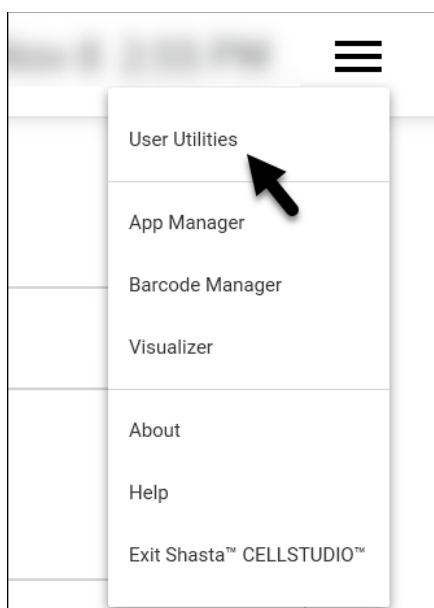 User Utilities
App Manager
Barcode Manager
Visualizer
About
Help
Exit Shasta™ CELLSTUDIO™